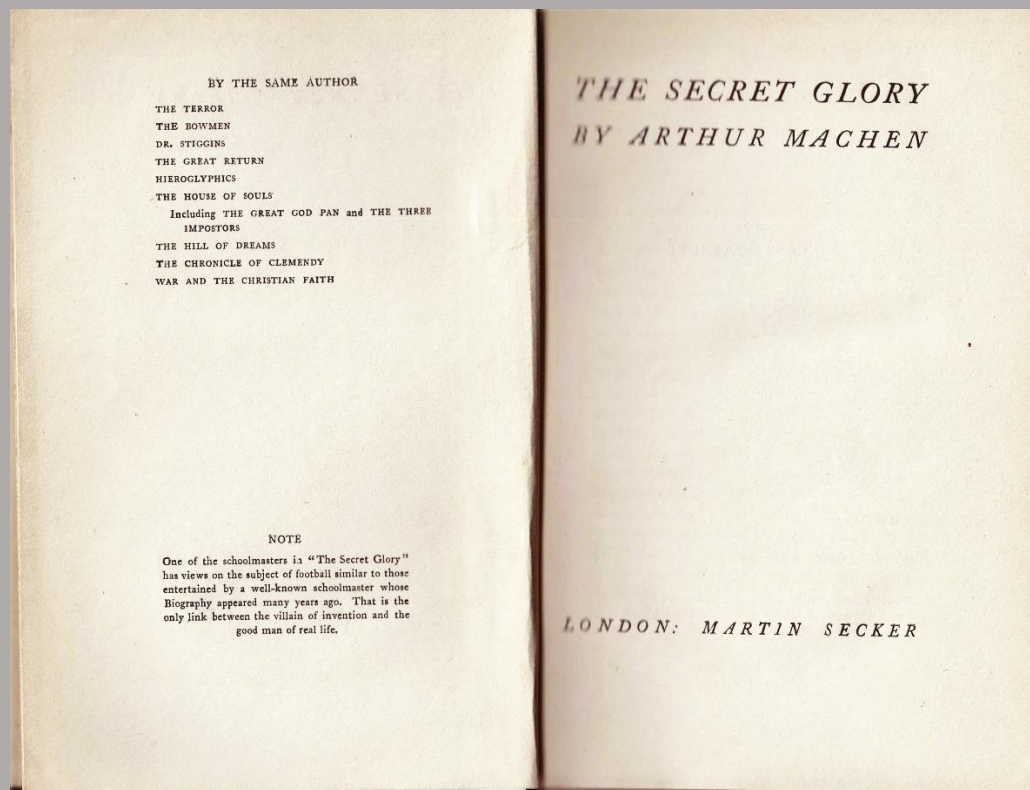 BY THE SAME AUTHOR
THE TERROR
THE BOWMEN
DR. STIGGINS
THE GREAT RETURN
HIEROGLYPHICS
THE HOUSE OF SOULS
Including THE GREAT GOD PAN and THE THREE
IMPOSTORS
THE HILL OF DREAMS
THE CHRONICLE OF CLEMENDY
WAR AND THE CHRISTIAN FAITH
NOTE
One of the schoolmasters in "The Secret Glory"
has views on the subject of football similar to those
entertained by a well-known schoolmaster whose
Biography appeared many years ago. That is the
only link between the villain of invention and the
good man of real life.
THE SECRET GLORY
BY ARTHUR MACHEN
LONDON: MARTIN SECKER